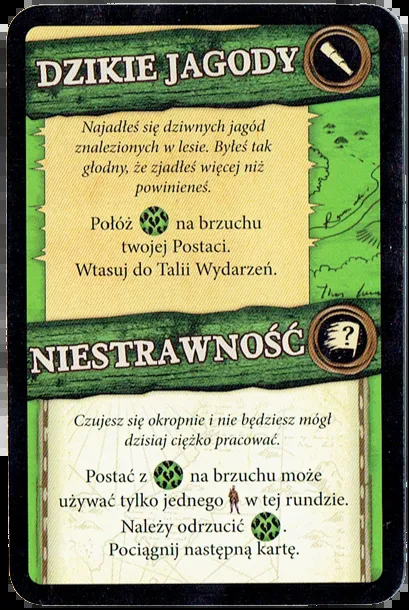 DZIKIE JAGODY
Najadłeś się dziwnych jagód
znalezionych w lesie. Byłeś tak
głodny, że zjadłeś więcej niż
powinieneś.
Połóż na brzuchu
twojej Postaci.
Wtasuj do Talii Wydarzeń.
NIESTRAWNOŚĆ
?
Czujesz się okropnie i nie będziesz mógł
dzisiaj ciężko pracować.
Postać z na brzuchu może
używać tylko jednego w tej rundzie.
Należy odrzucić .
Pociągnij następną kartę.